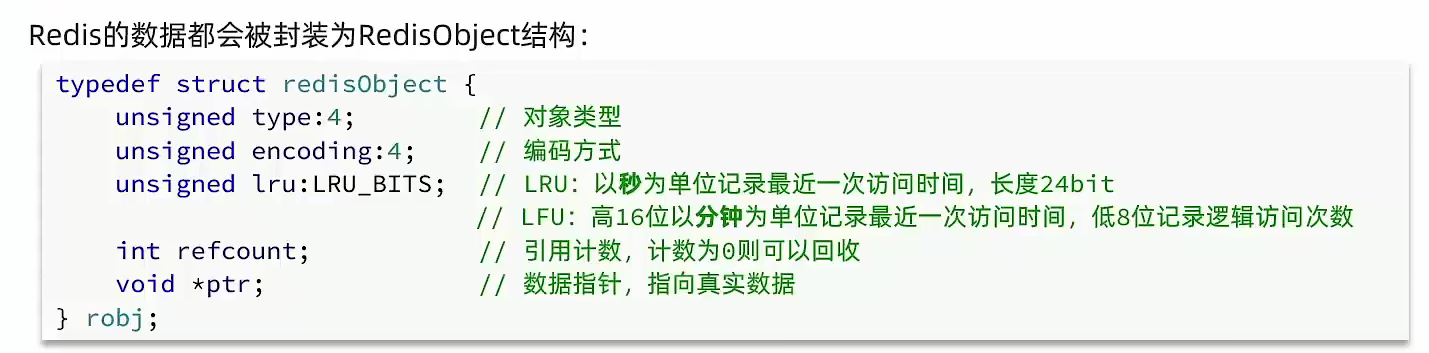 Redis的数据都会被封装为RedisObject结构：
typedef struct redisObject {
    unsigned type:4;        // 对象类型
    unsigned encoding:4;    // 编码方式
    unsigned lru:LRU_BITS;  // LRU：以秒为单位记录最近一次访问时间，长度24bit
                            // LFU：高16位以分钟为单位记录最近一次访问时间，低8位记录逻辑访问次数
    int refcount;           // 引用计数，计数为0则可以回收
    void *ptr;              // 数据指针，指向真实数据
} robj;